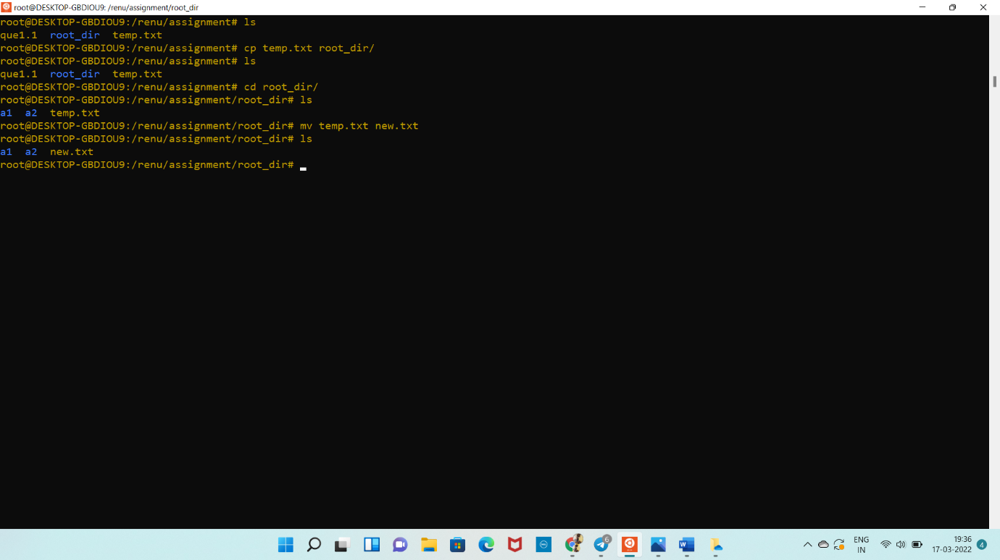 root@DESKTOP-GBDIOU9: /renu/assignment/root_dir
root@DESKTOP-GBDIOU9:/renu/assignment# ls
que1.1  root_dir  temp.txt
root@DESKTOP-GBDIOU9:/renu/assignment# cp temp.txt root_dir/
root@DESKTOP-GBDIOU9:/renu/assignment# ls
que1.1  root_dir  temp.txt
root@DESKTOP-GBDIOU9:/renu/assignment# cd root_dir/
root@DESKTOP-GBDIOU9:/renu/assignment/root_dir# ls
a1  a2  temp.txt
root@DESKTOP-GBDIOU9:/renu/assignment/root_dir# mv temp.txt new.txt
root@DESKTOP-GBDIOU9:/renu/assignment/root_dir# ls
a1  a2  new.txt
root@DESKTOP-GBDIOU9:/renu/assignment/root_dir#
6
W
ENG
IN
19:36
17-03-2022
4